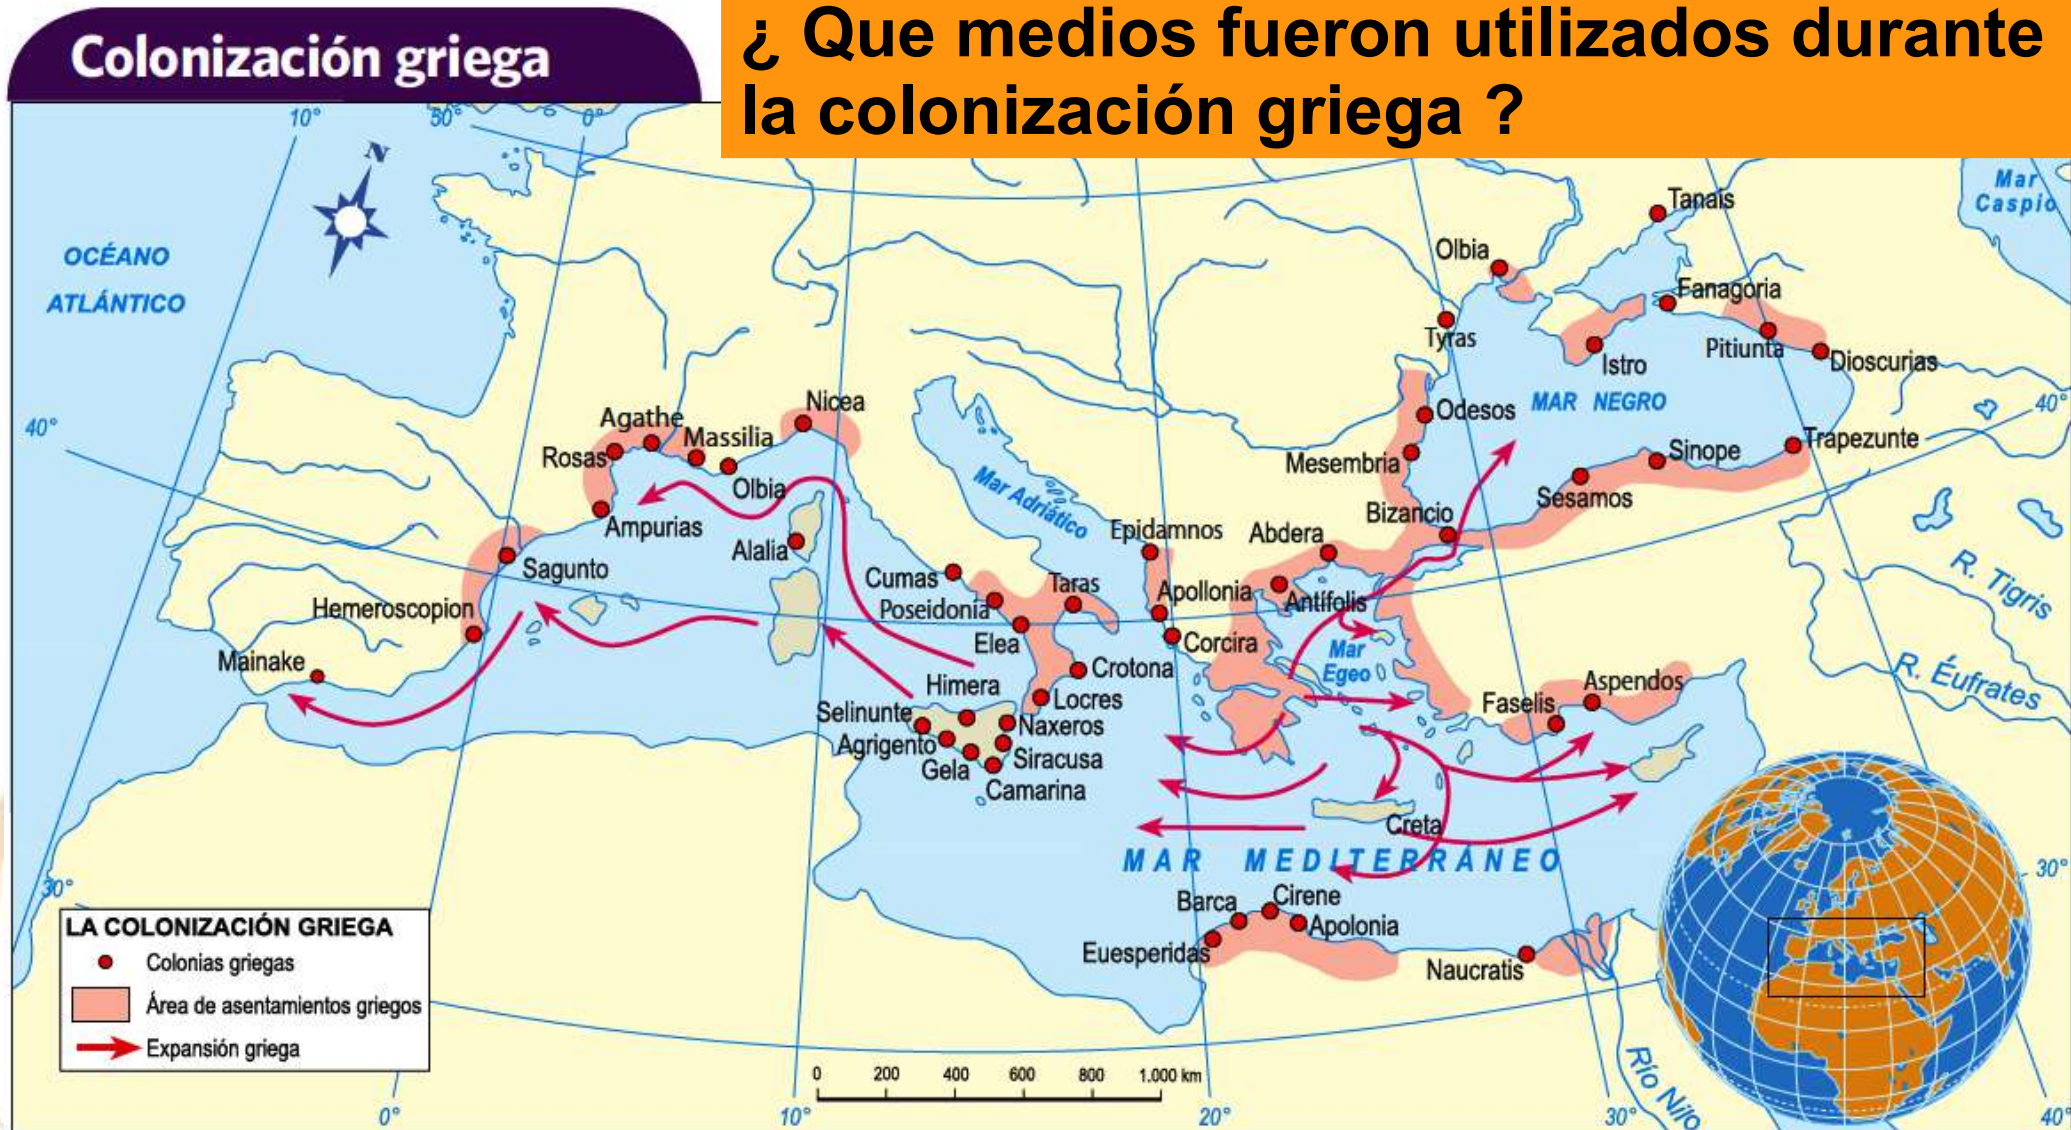 Colonización griega
¿ Que medios fueron utilizados durante
la colonización griega ?
10°
50°
0°
N
OCÉANO
ATLÁNTICO
Mar
Caspio
Tanais
Olbia
Fanagoria
Tyras
Istro
Pitiunta
Dioscurias
MAR NEGRO
Odesos
40°
40°
Nicea
Agathe
Massilia
Rosas
Olbia
Ampurias
Mar Adriático
Mesembria
Sinope
Trapezunte
Sesamos
Bizancio
Epidamnos
Abdera
Alalia
Sagunto
Cumas
Taras
Poseidonia
Apollonia
Antífolis
R. Tigris
Hemeroscopion
Elea
Corcira
Mar
Egeo
Mainake
Crotona
R. Éufrates
Himera
Locres
Aspendos
Faselis
Selinunte
Naxeros
Agrigento
Siracusa
Gela
Camarina
Creta
MAR MEDITERRÁNEO
30°
30°
Barca
Cirene
Apolonia
Euesperidas
Naucratis
LA COLONIZACIÓN GRIEGA
Colonias griegas
Área de asentamientos griegos
Expansión griega
0 200 400 600 800 1.000 km
Río Nilo
0°
10°
20°
30°
40°